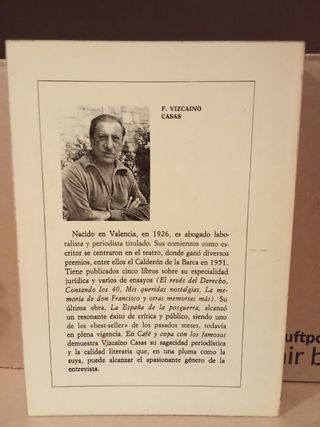 F. VIZCAINO
CASAS
Nacido en Valencia, en 1926, es abogado labo-
ralista y periodista titulado. Sus comienzos como es-
critor se centraron en el teatro, donde ganó diversos
premios, entre ellos el Calderón de la Barca en 1951.
Tiene publicados cinco libros sobre su especialidad
jurídica y varios de ensayos (El revés del Derecho,
Contando los 40, Mis queridas nostalgias, La me-
moria de don Francisco y otras memorias más). Su
última obra, La España de la posguerra, alcanzó
un resonante éxito de crítica y público, siendo uno
de los «best-seller» de los pasados meses, todavía
en plena vigencia. En Café y copa con los famosos
demuestra Vizcaíno Casas su sagacidad periodística
y la calidad literaria que, en una pluma como la
suya, puede alcanzar el apasionante género de la
entrevista.